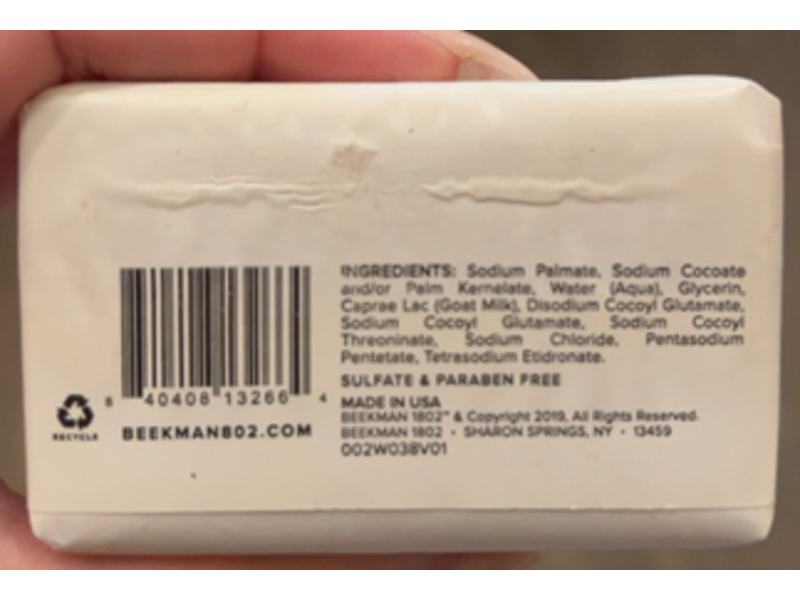 INGREDIENTS: Sodium Palmate, Sodium Cocoate
and/or Palm Kernelate, Water (Aqua), Glycerin,
Caprae Lac (Goat Milk), Disodium Cocoyl Glutamate,
Sodium Cocoyl Glutamate, Sodium Cocoyl
Threoninate, Sodium Chloride, Pentasodium
Pentetate, Tetrasodium Etidronate.
SULFATE & PARABEN FREE
MADE IN USA
BEEKMAN 1802™ & Copyright 2019, All Rights Reserved.
BEEKMAN 1802 • SHARON SPRINGS, NY • 13459
002W038V01
8 40408 13266 4
RECYCLE
BEEKMAN802.COM